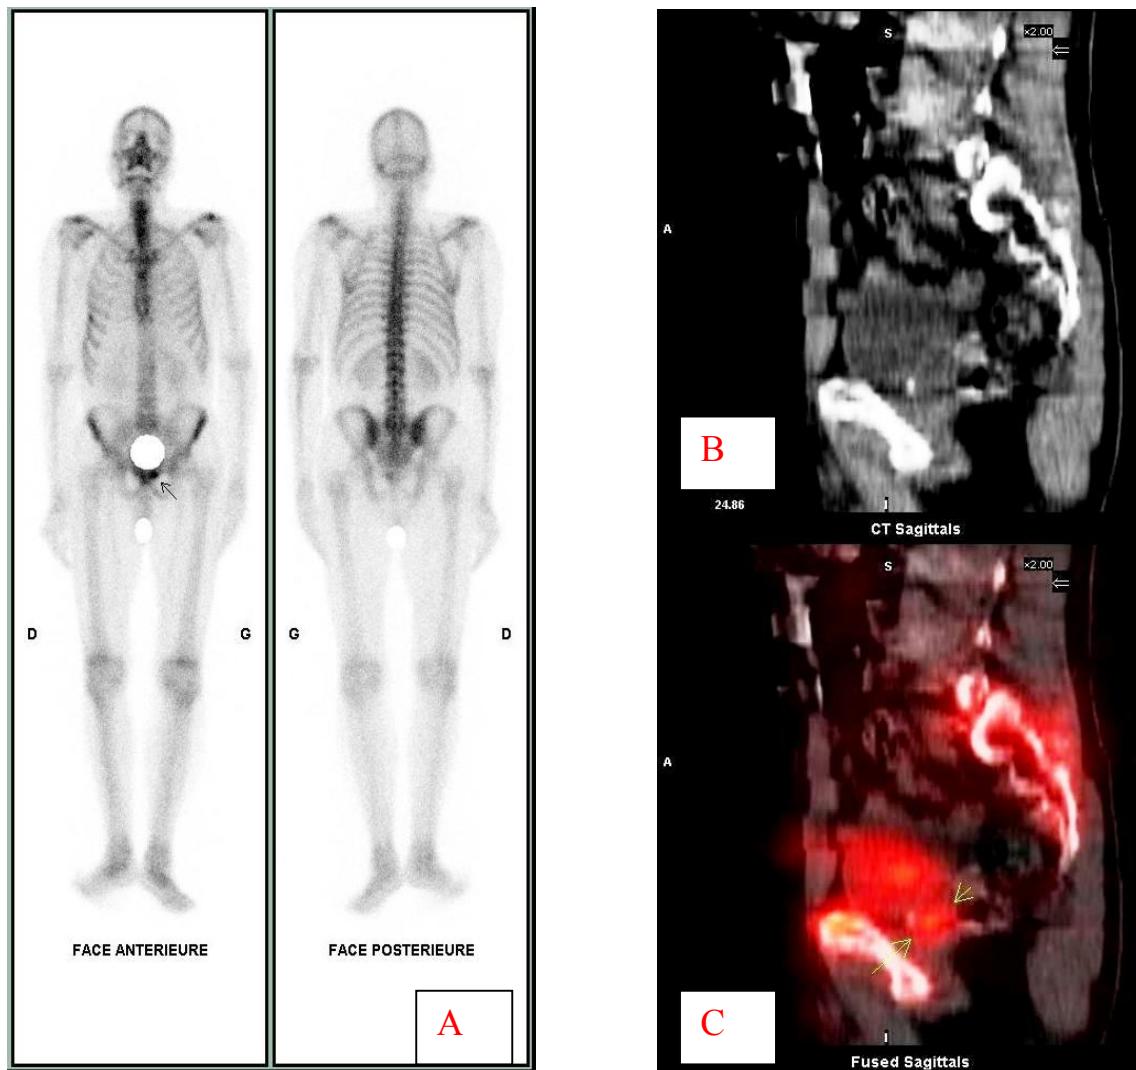 D
G
G
D
FACE ANTERIEURE
FACE POSTERIEURE
A
S
×2.00
A
B
24.86
I
CT Sagittals
S
×2.00
A
C
I
Fused Sagittals